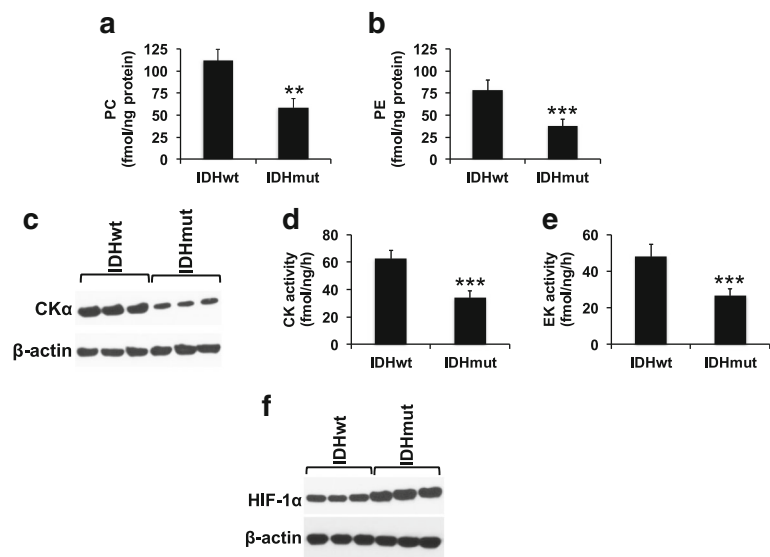 a
PC
(fmol/ng protein)
125
100
75
50
25
0
**
IDHwt
IDHmut
b
PE
(fmol/ng protein)
125
100
75
50
25
0
***
IDHwt
IDHmut
c
IDHwt
IDHmut
CKα
β-actin
d
CK activity
(fmol/ng/h)
80
60
40
20
0
***
IDHwt
IDHmut
e
EK activity
(fmol/ng/h)
60
40
20
0
***
IDHwt
IDHmut
f
IDHwt
IDHmut
HIF-1α
β-actin